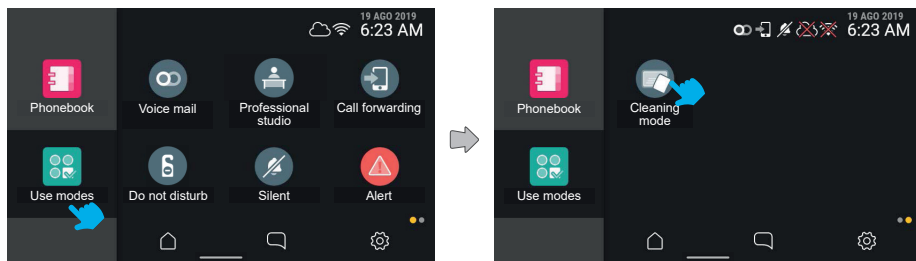 19 AGO 2019
6:23 AM
Phonebook
Voice mail
Professional
studio
Call forwarding
Use modes
Do not disturb
Silent
Alert
19 AGO 2019
6:23 AM
Phonebook
Cleaning
mode
Use modes